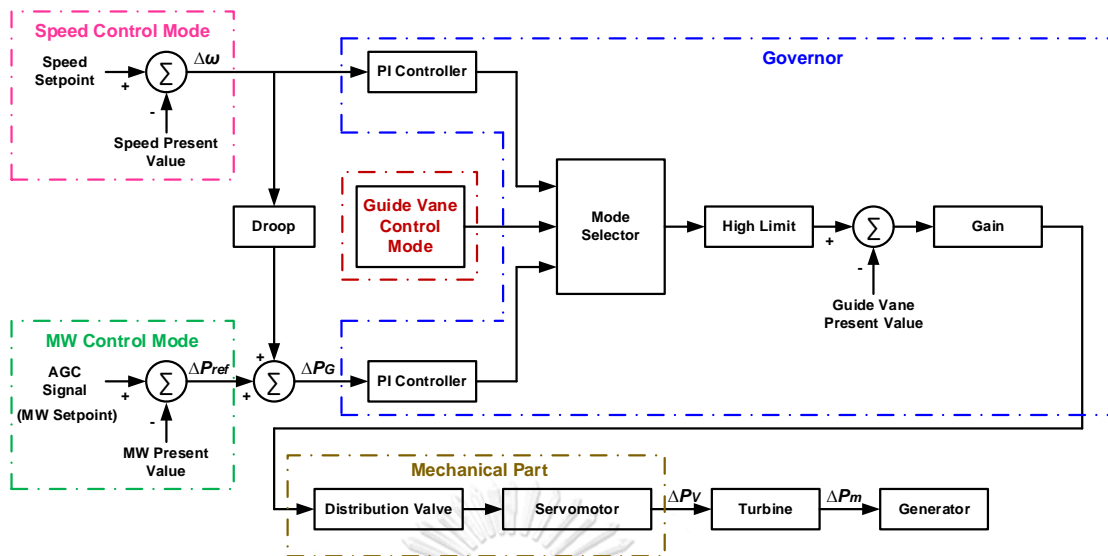 Speed Control Mode
Speed
Setpoint
+
∑
Δω
-
Speed Present
Value
PI Controller
Governor
Guide Vane
Control
Mode
Droop
Mode
Selector
High Limit
+
∑
-
Gain
Guide Vane
Present Value
MW Control Mode
AGC
Signal
(MW Setpoint)
+
∑
-
ΔPref
+
+
∑
ΔPG
PI Controller
MW Present
Value
Mechanical Part
Distribution Valve
Servomotor
ΔPV
Turbine
ΔPm
Generator